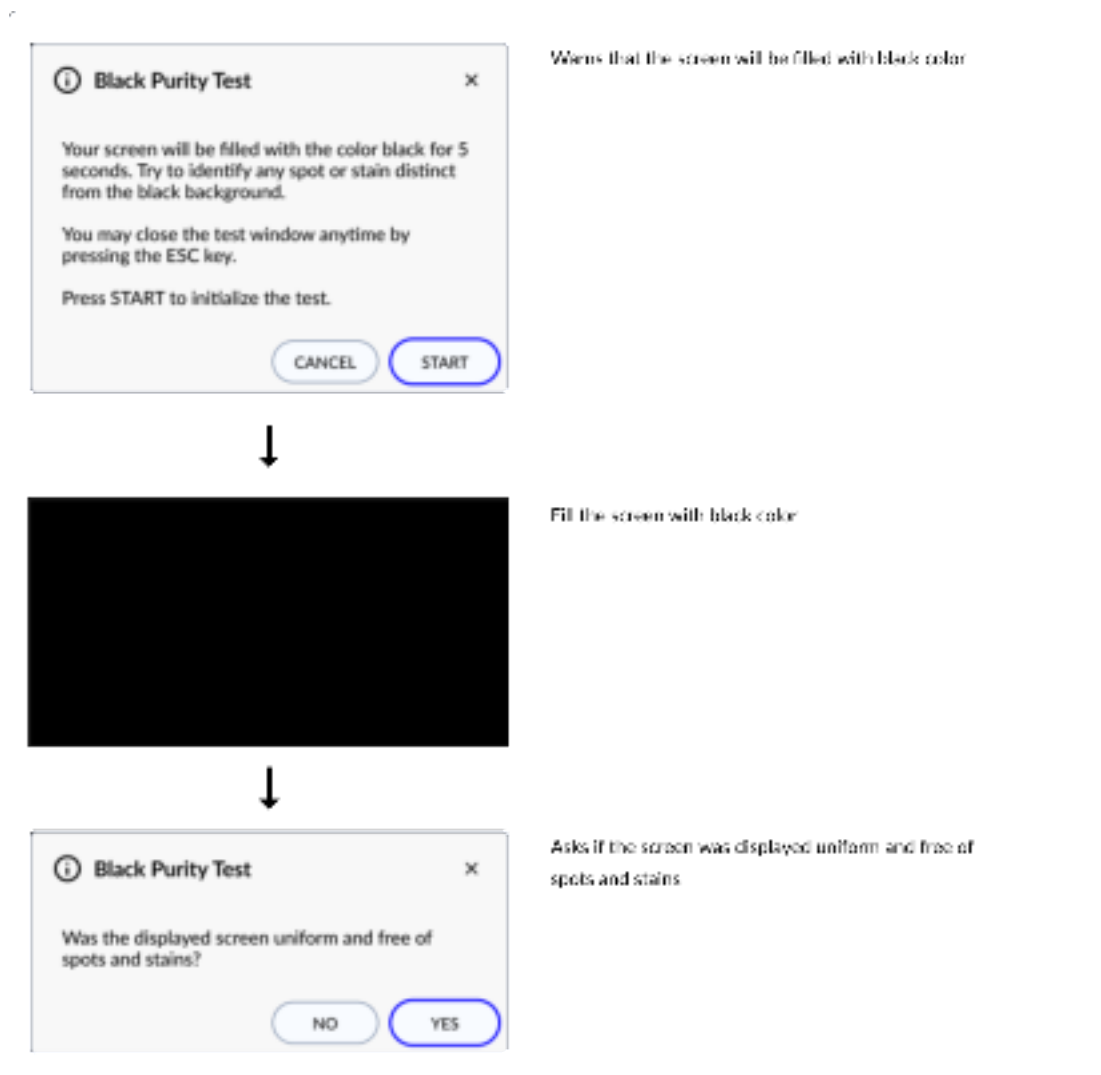 Black Purity Test
Warns that the screen will be filled with black color
Your screen will be filled with the color black for 5
seconds. Try to identify any spot or stain distinct
from the black background.
You may close the test window anytime by
pressing the ESC key.
Press START to initialize the test.
CANCEL
START
Fill the screen with black color
Black Purity Test
Asks if the screen was displayed uniform and free of
spots and stains
Was the displayed screen uniform and free of
spots and stains?
NO
YES